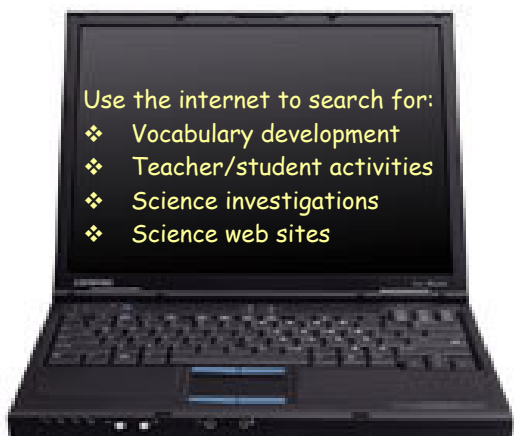 Use the internet to search for:
❖ Vocabulary development
❖ Teacher/student activities
❖ Science investigations
❖ Science web sites